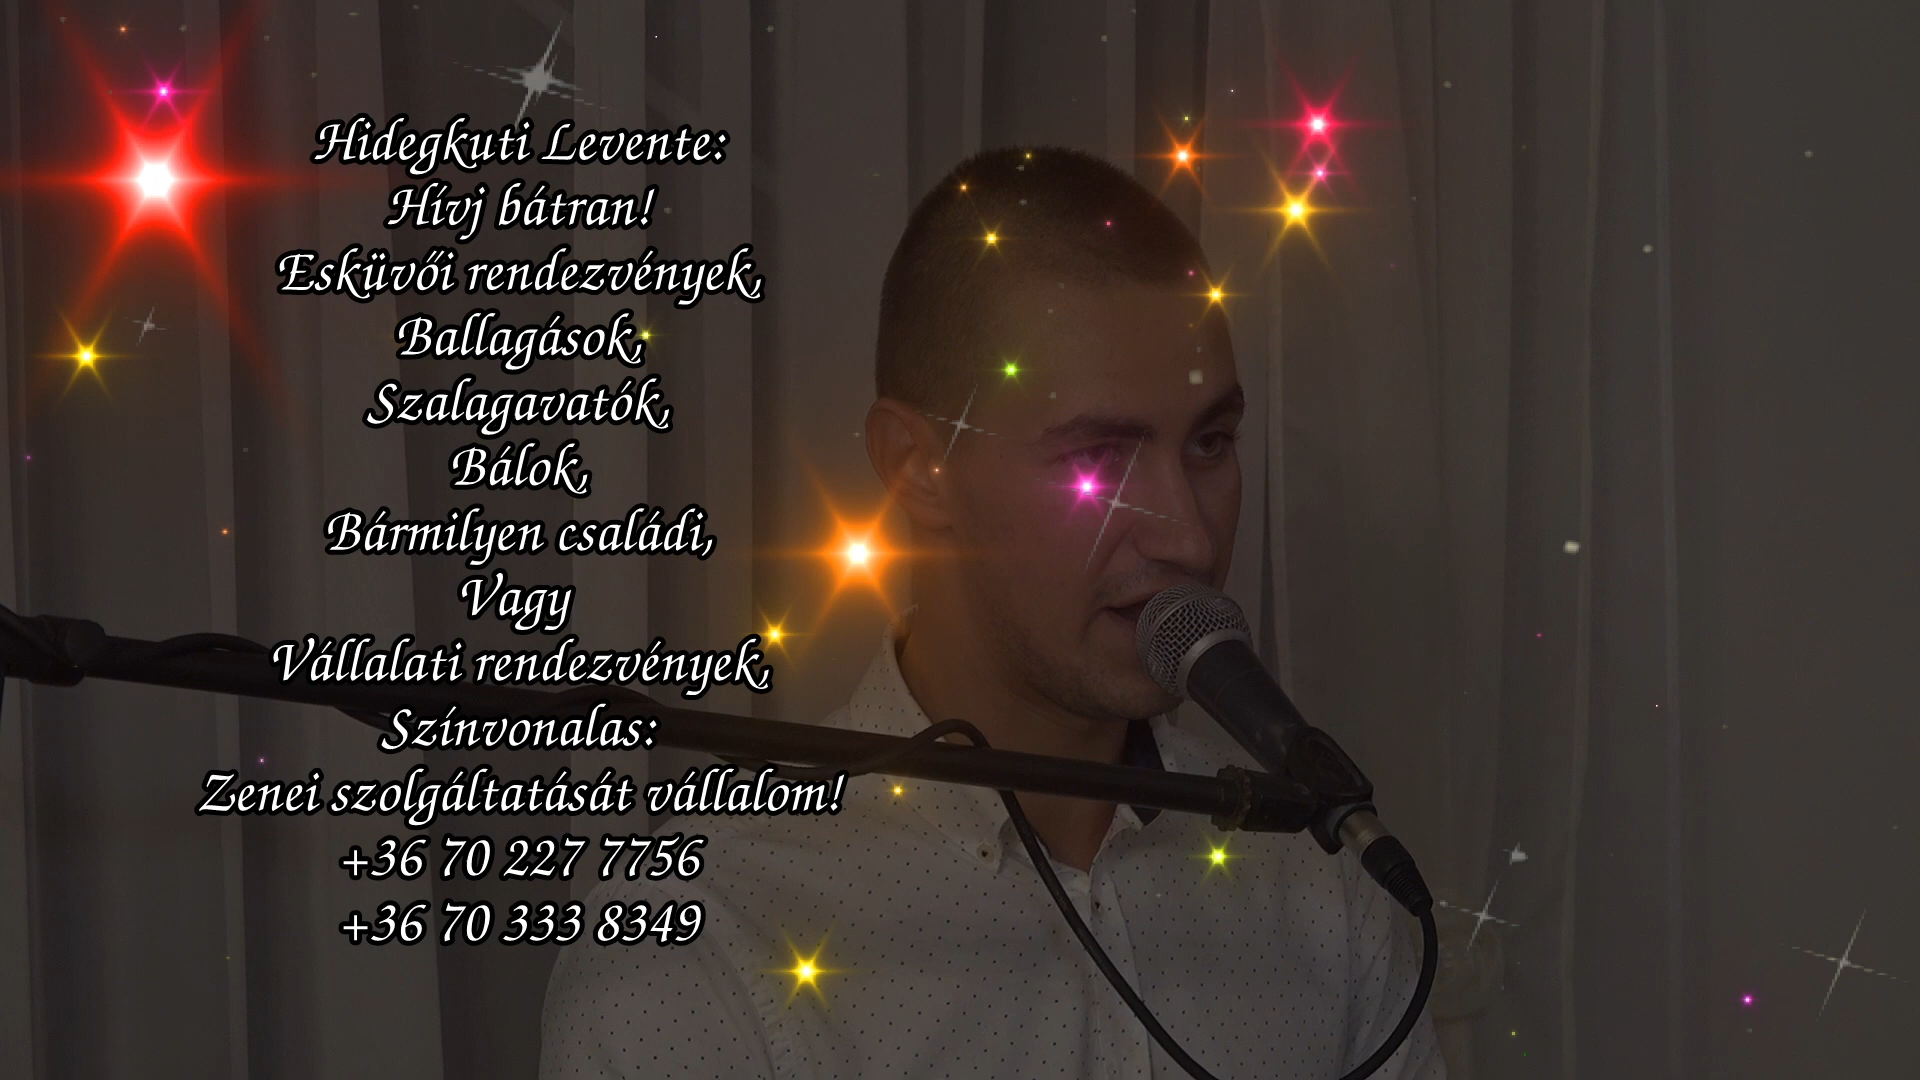 Hidegkuti Levente:
Hívj bátran!
Esküvői rendezvények,
Ballagások,
Szalagavatók,
Bálok,
Bármilyen családi,
Vagy
Vállalati rendezvények,
Színvonalas:
Zenei szolgáltatását vállalom!
+36 70 227 7756
+36 70 333 8349